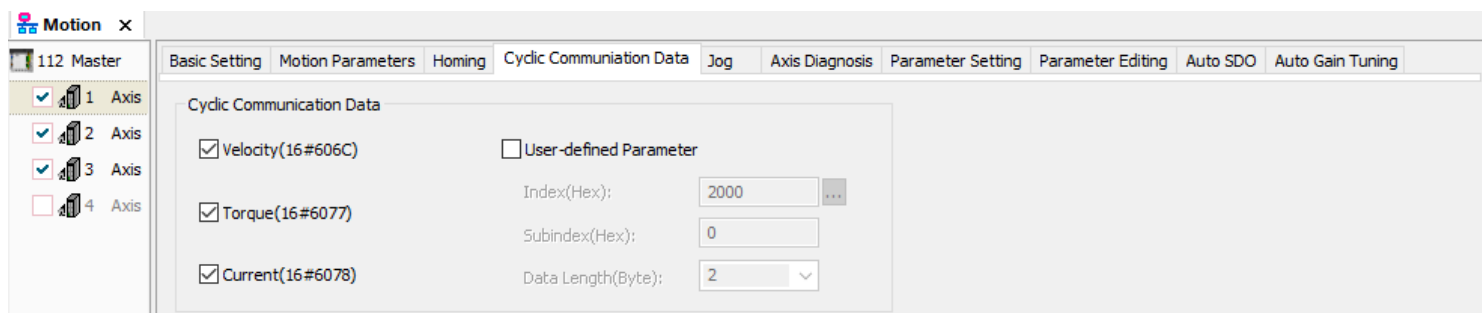 Motion X
112 Master
Basic Setting Motion Parameters Homing Cyclic Communiation Data Jog Axis Diagnosis Parameter Setting Parameter Editing Auto SDO Auto Gain Tuning
1 Axis
2 Axis
3 Axis
4 Axis
Cyclic Communication Data
Velocity(16#606C)
User-defined Parameter
Index(Hex): 2000 ...
Torque(16#6077)
Subindex(Hex): 0
Current(16#6078)
Data Length(Byte): 2